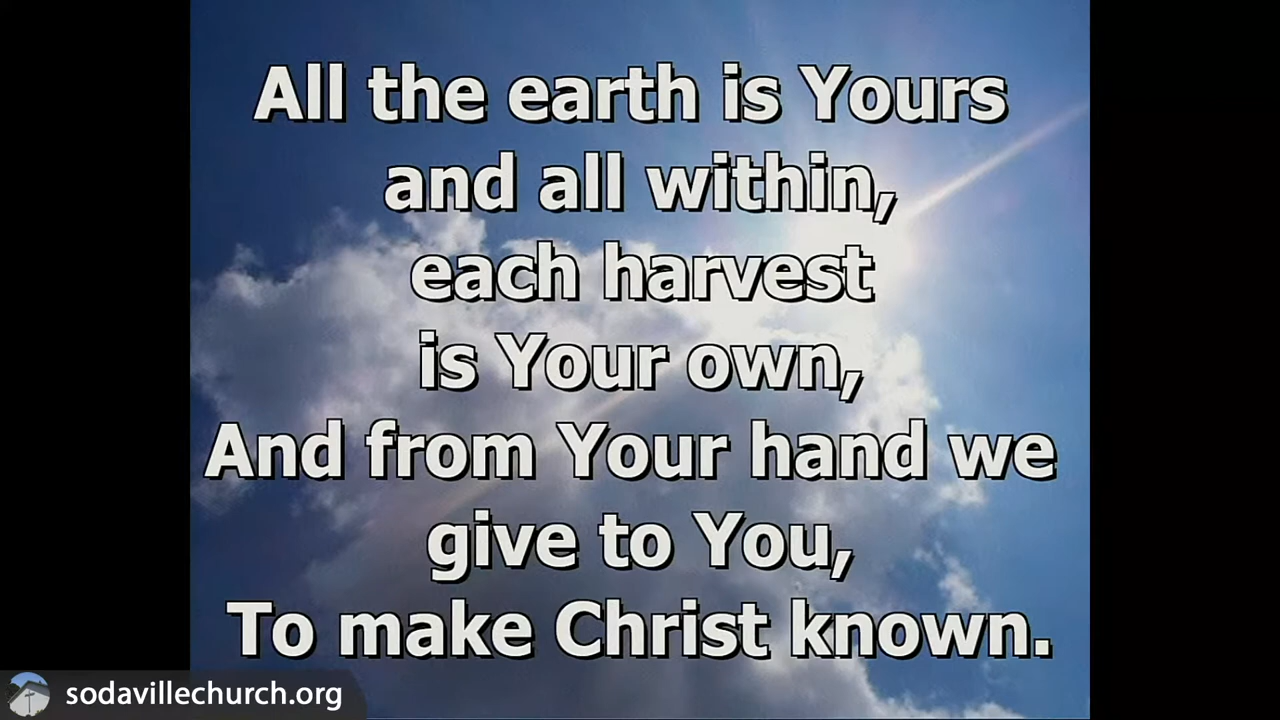 All the earth is Yours
and all within,
each harvest
is Your own,
And from Your hand we
give to You,
To make Christ known.
sodavillechurch.org